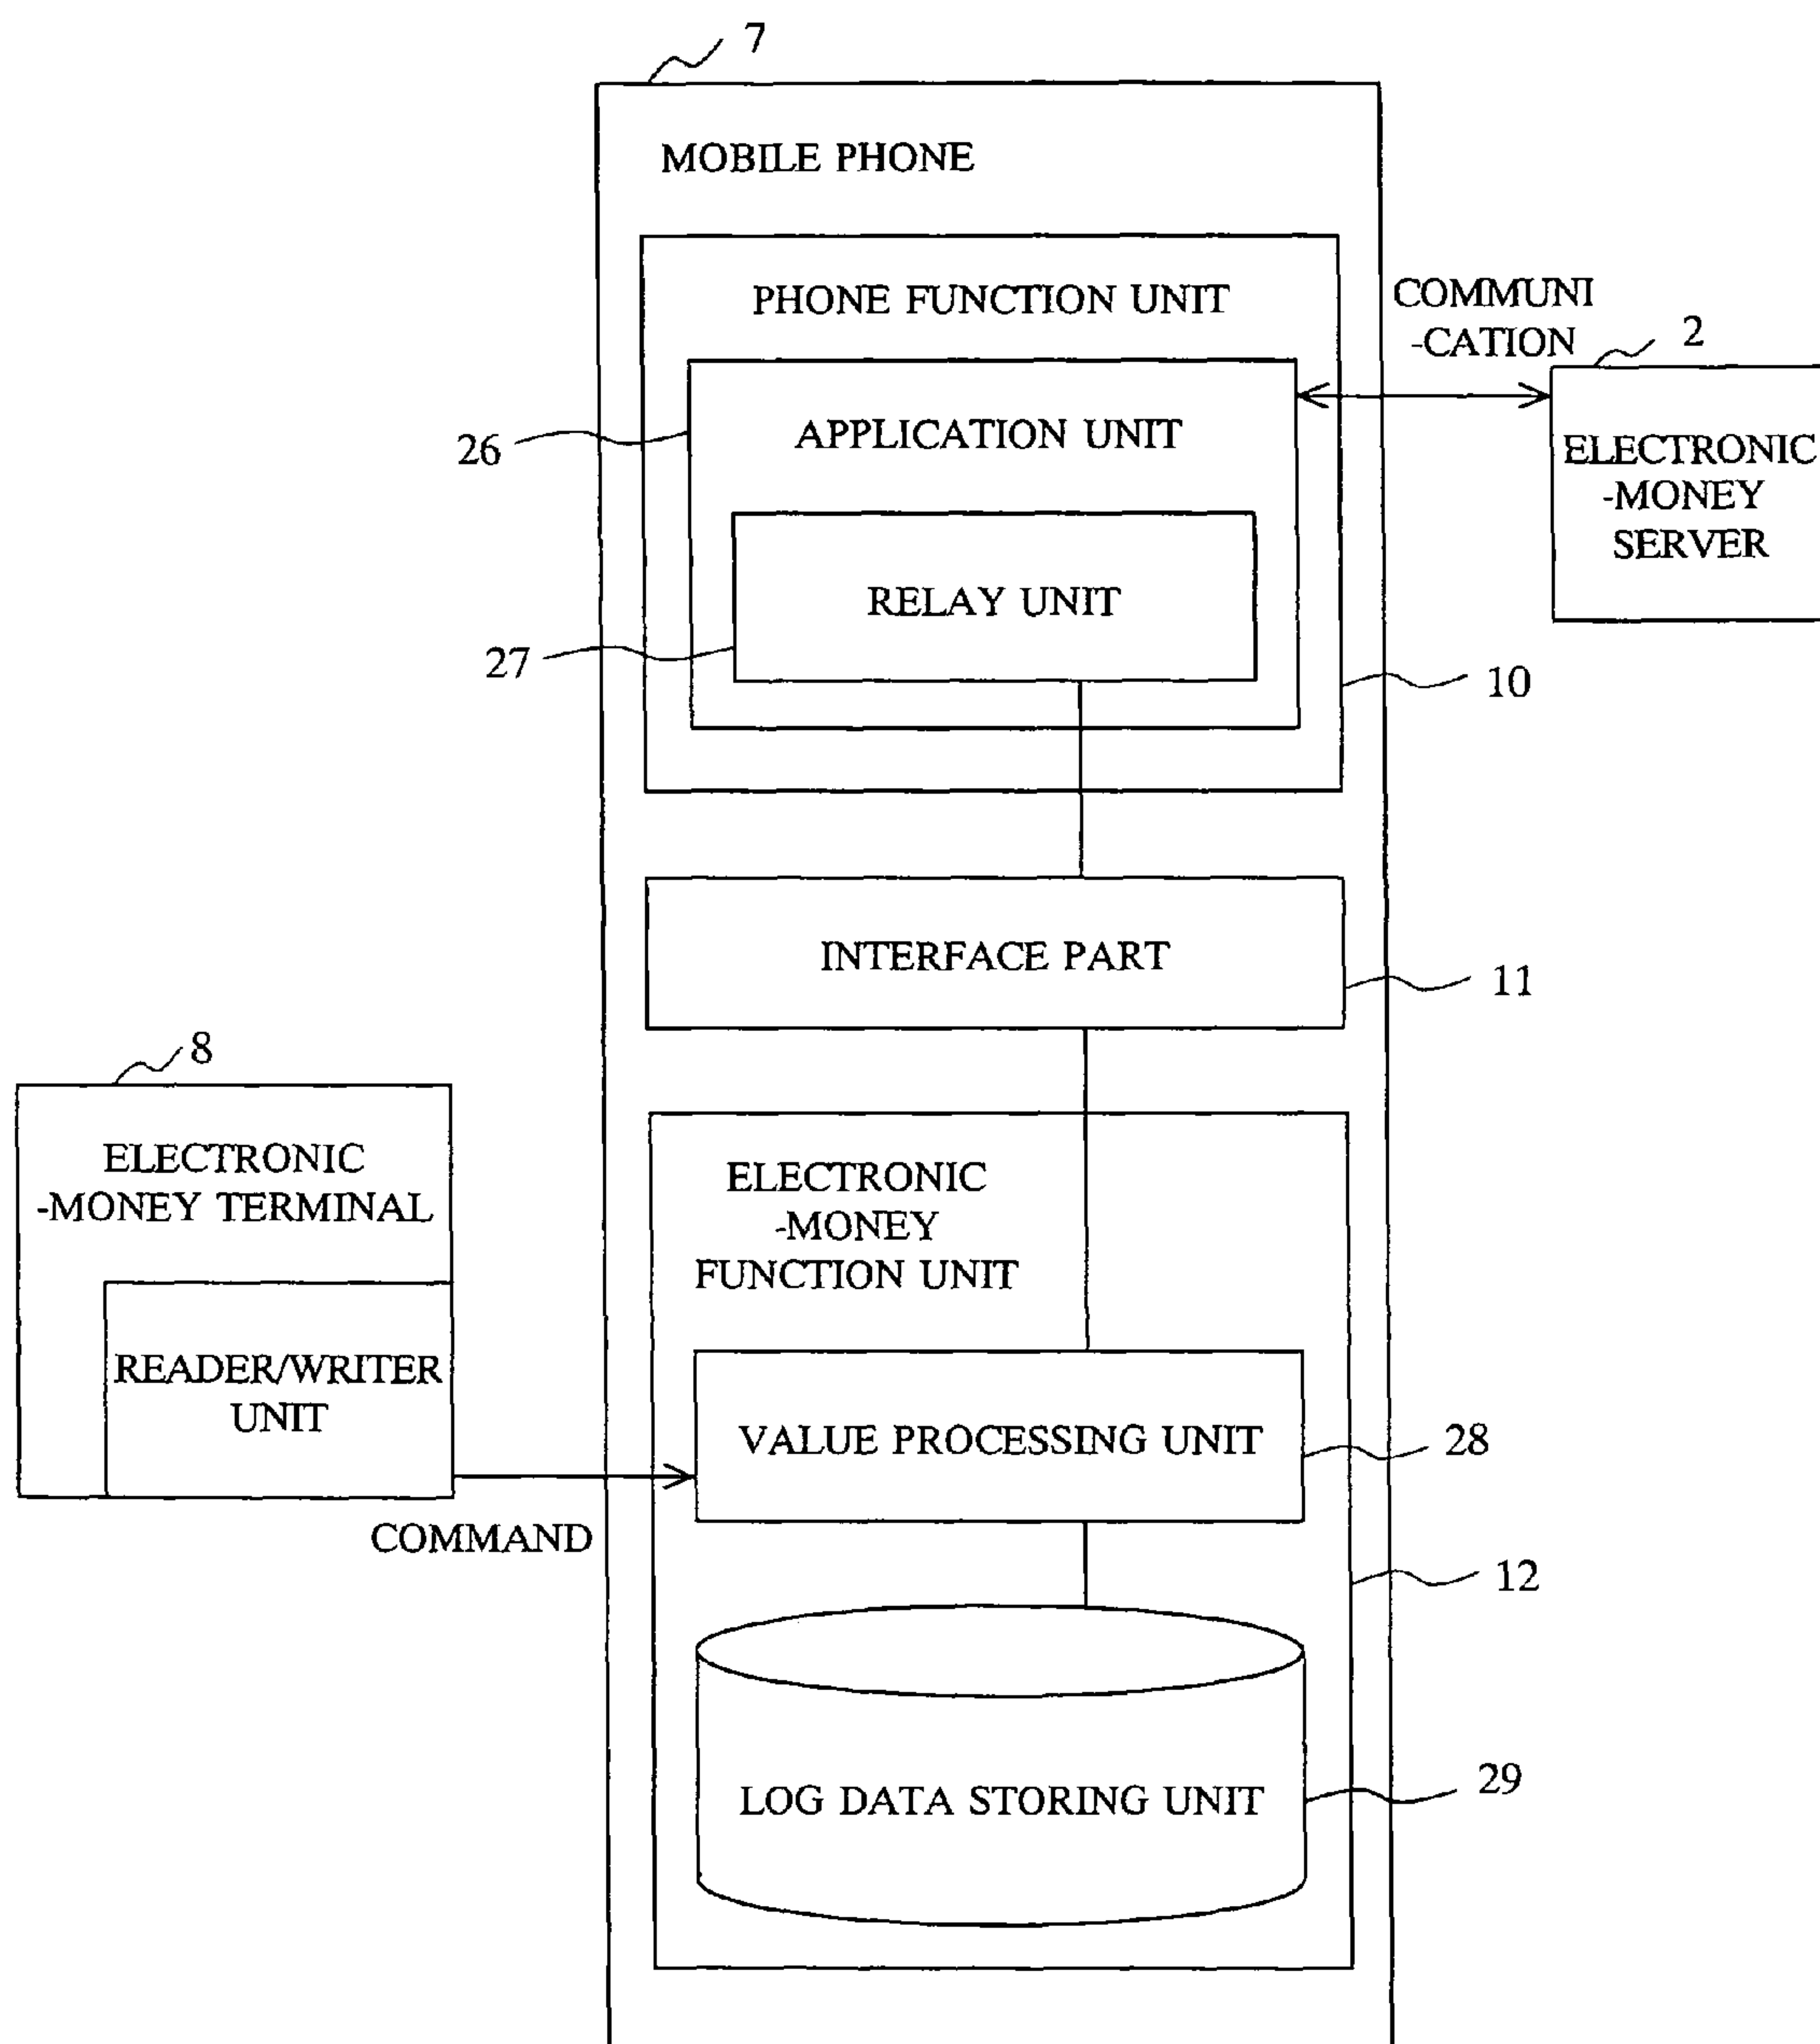 7
MOBILE PHONE
PHONE FUNCTION UNIT
COMMUNI
-CATION
2
26
APPLICATION UNIT
ELECTRONIC
-MONEY
SERVER
RELAY UNIT
27
10
INTERFACE PART
11
8
ELECTRONIC
-MONEY TERMINAL
ELECTRONIC
-MONEY
FUNCTION UNIT
READER/WRITER
UNIT
VALUE PROCESSING UNIT
28
COMMAND
12
LOG DATA STORING UNIT
29